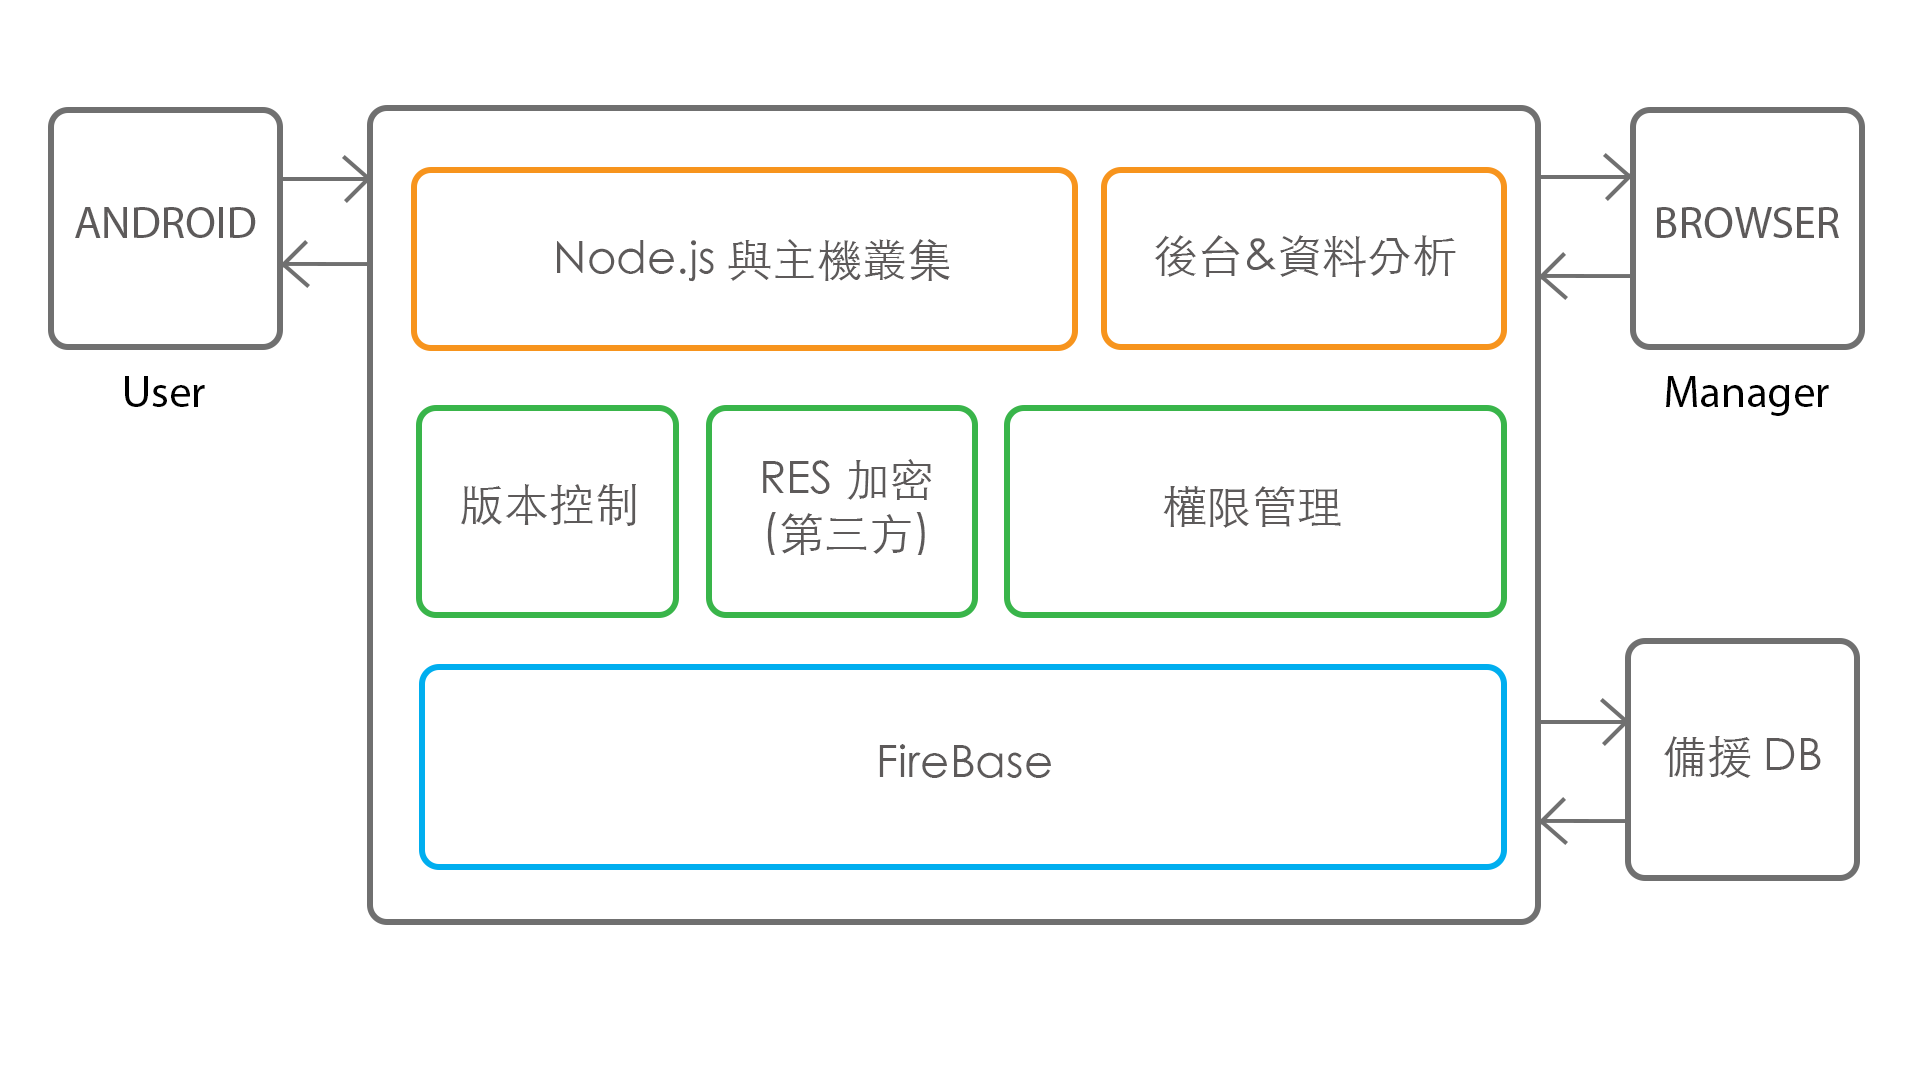 ANDROID
User
Node.js 與主機叢集
後台&資料分析
BROWSER
Manager
版本控制
RES 加密
(第三方)
權限管理
FireBase
備援 DB